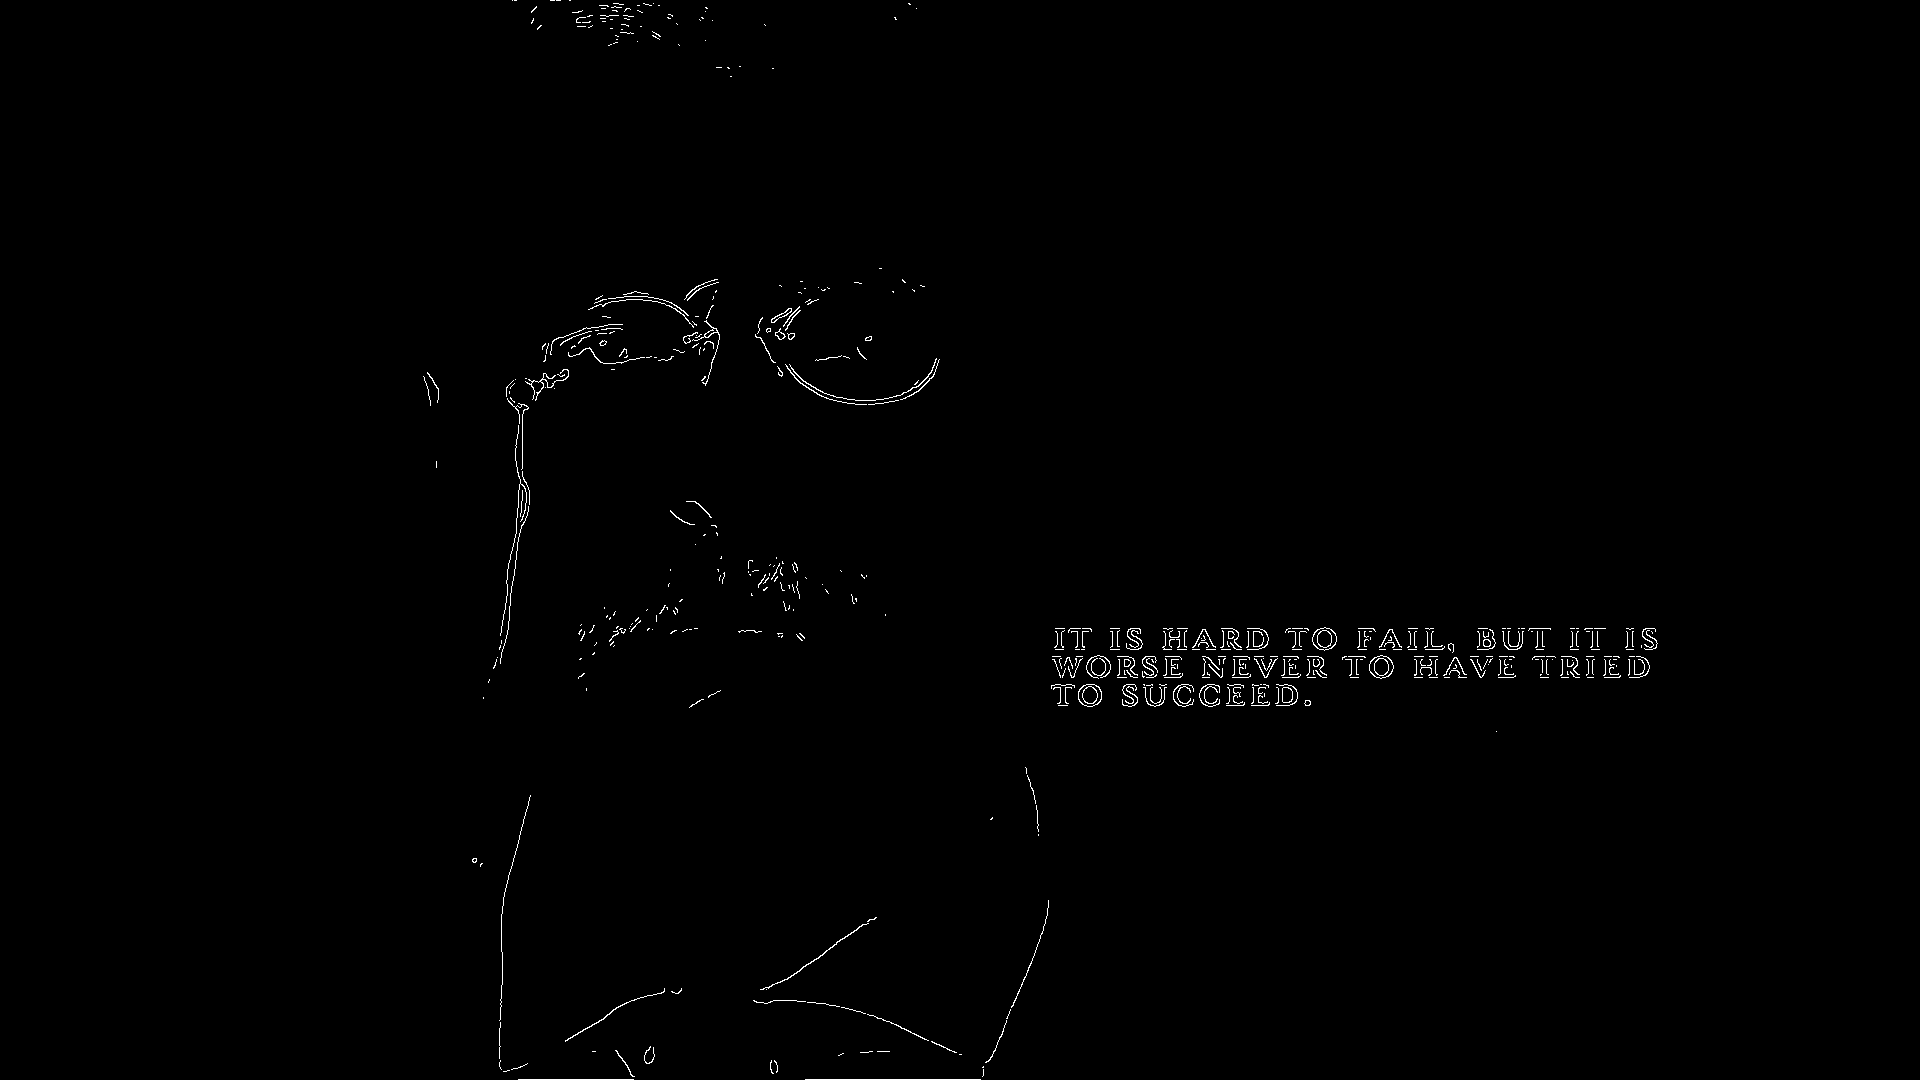 IT IS HARD TO FAIL, BUT IT IS
WORSE NEVER TO HAVE TRIED
TO SUCCEED.